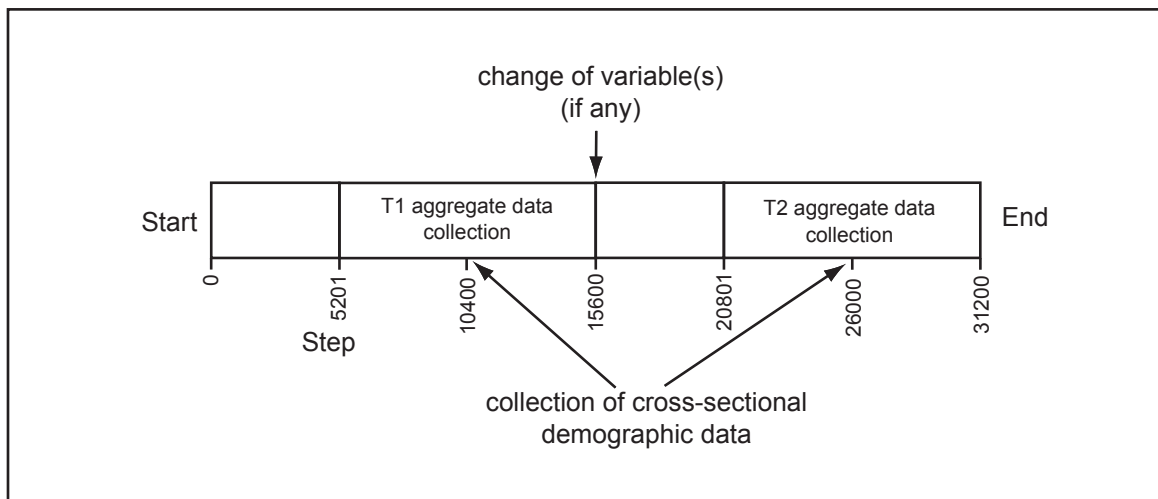 change of variable(s)
(if any)
Start
T1 aggregate data
collection
T2 aggregate data
collection
End
0
5201
10400
15600
20801
26000
31200
Step
collection of cross-sectional
demographic data